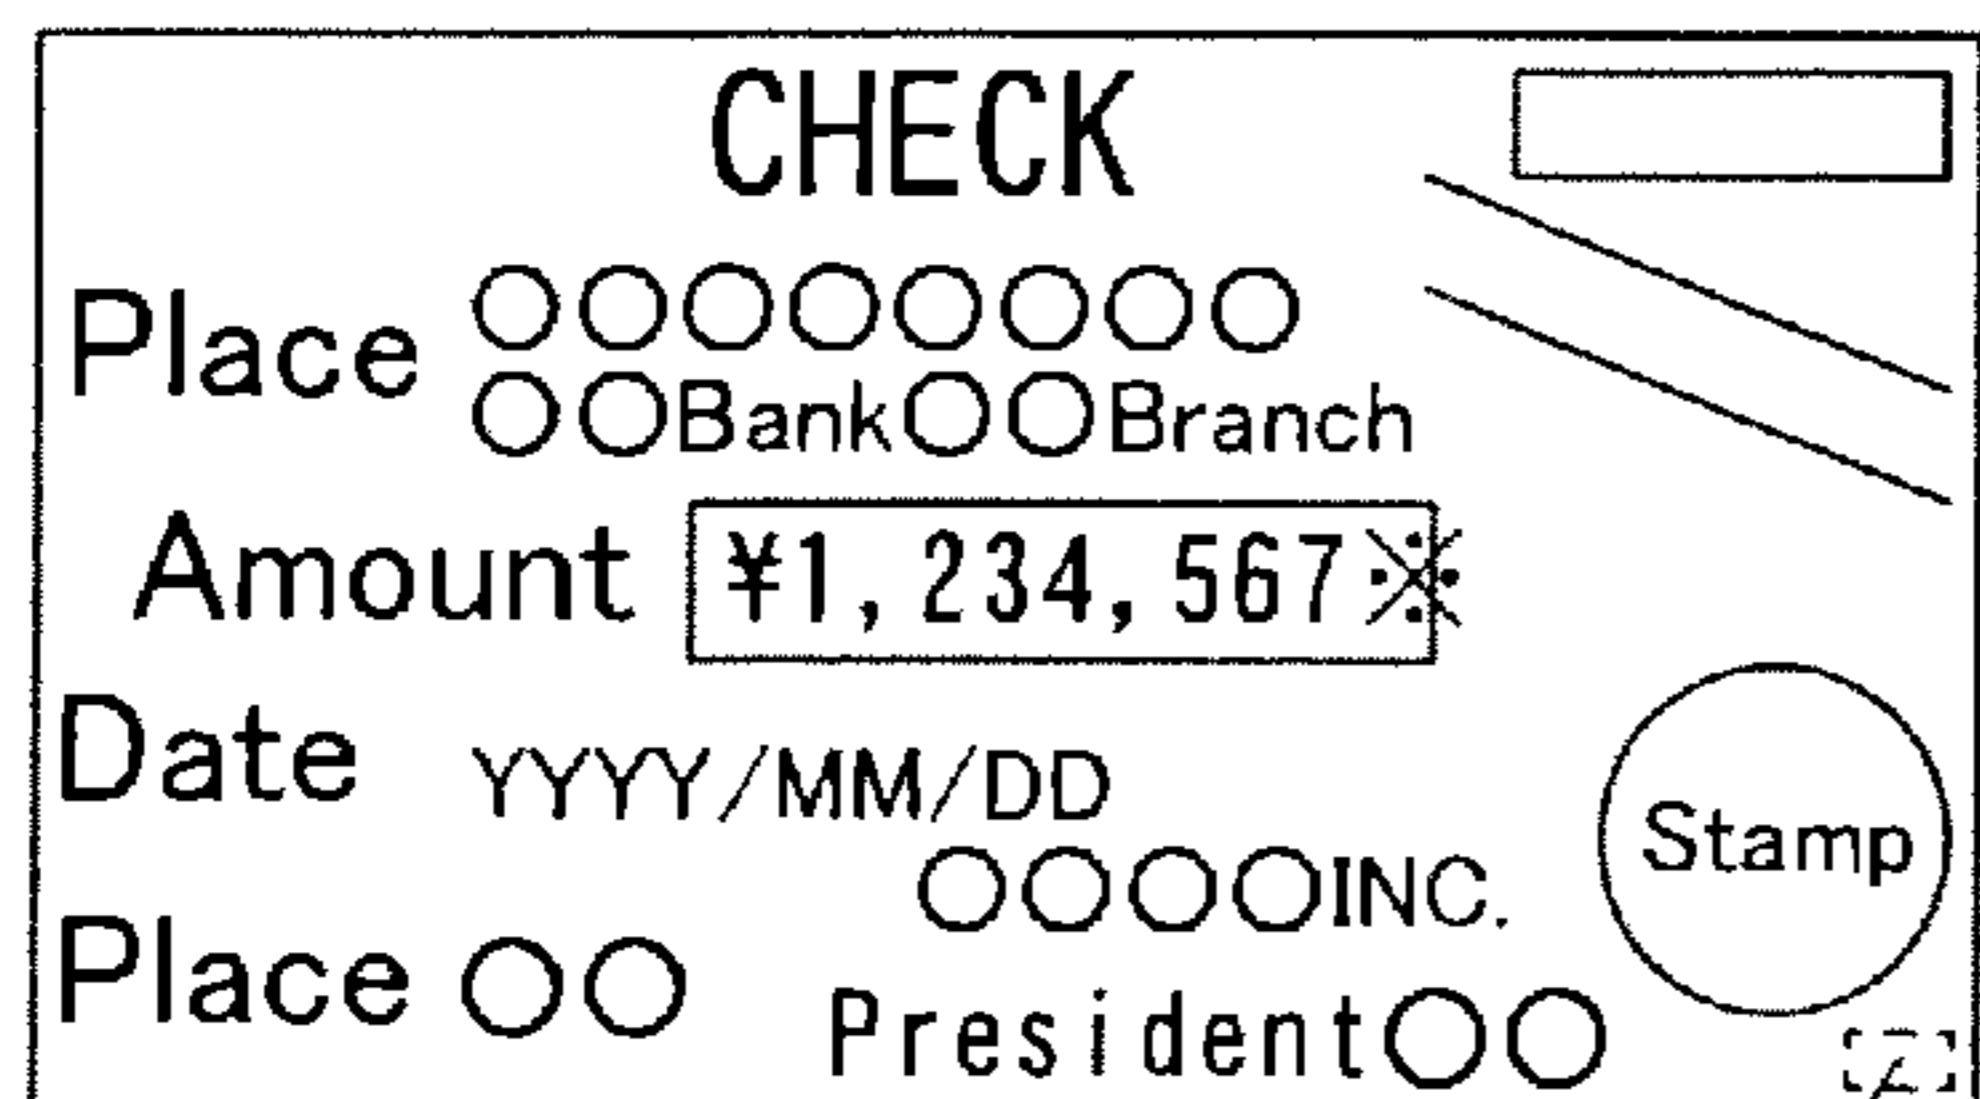 CHECK
Place ○○○○○○○○
○○Bank○○Branch
Amount ¥1,234,567※
Date YYYY/MM/DD
Stamp
○○○○INC.
Place ○○
President○○